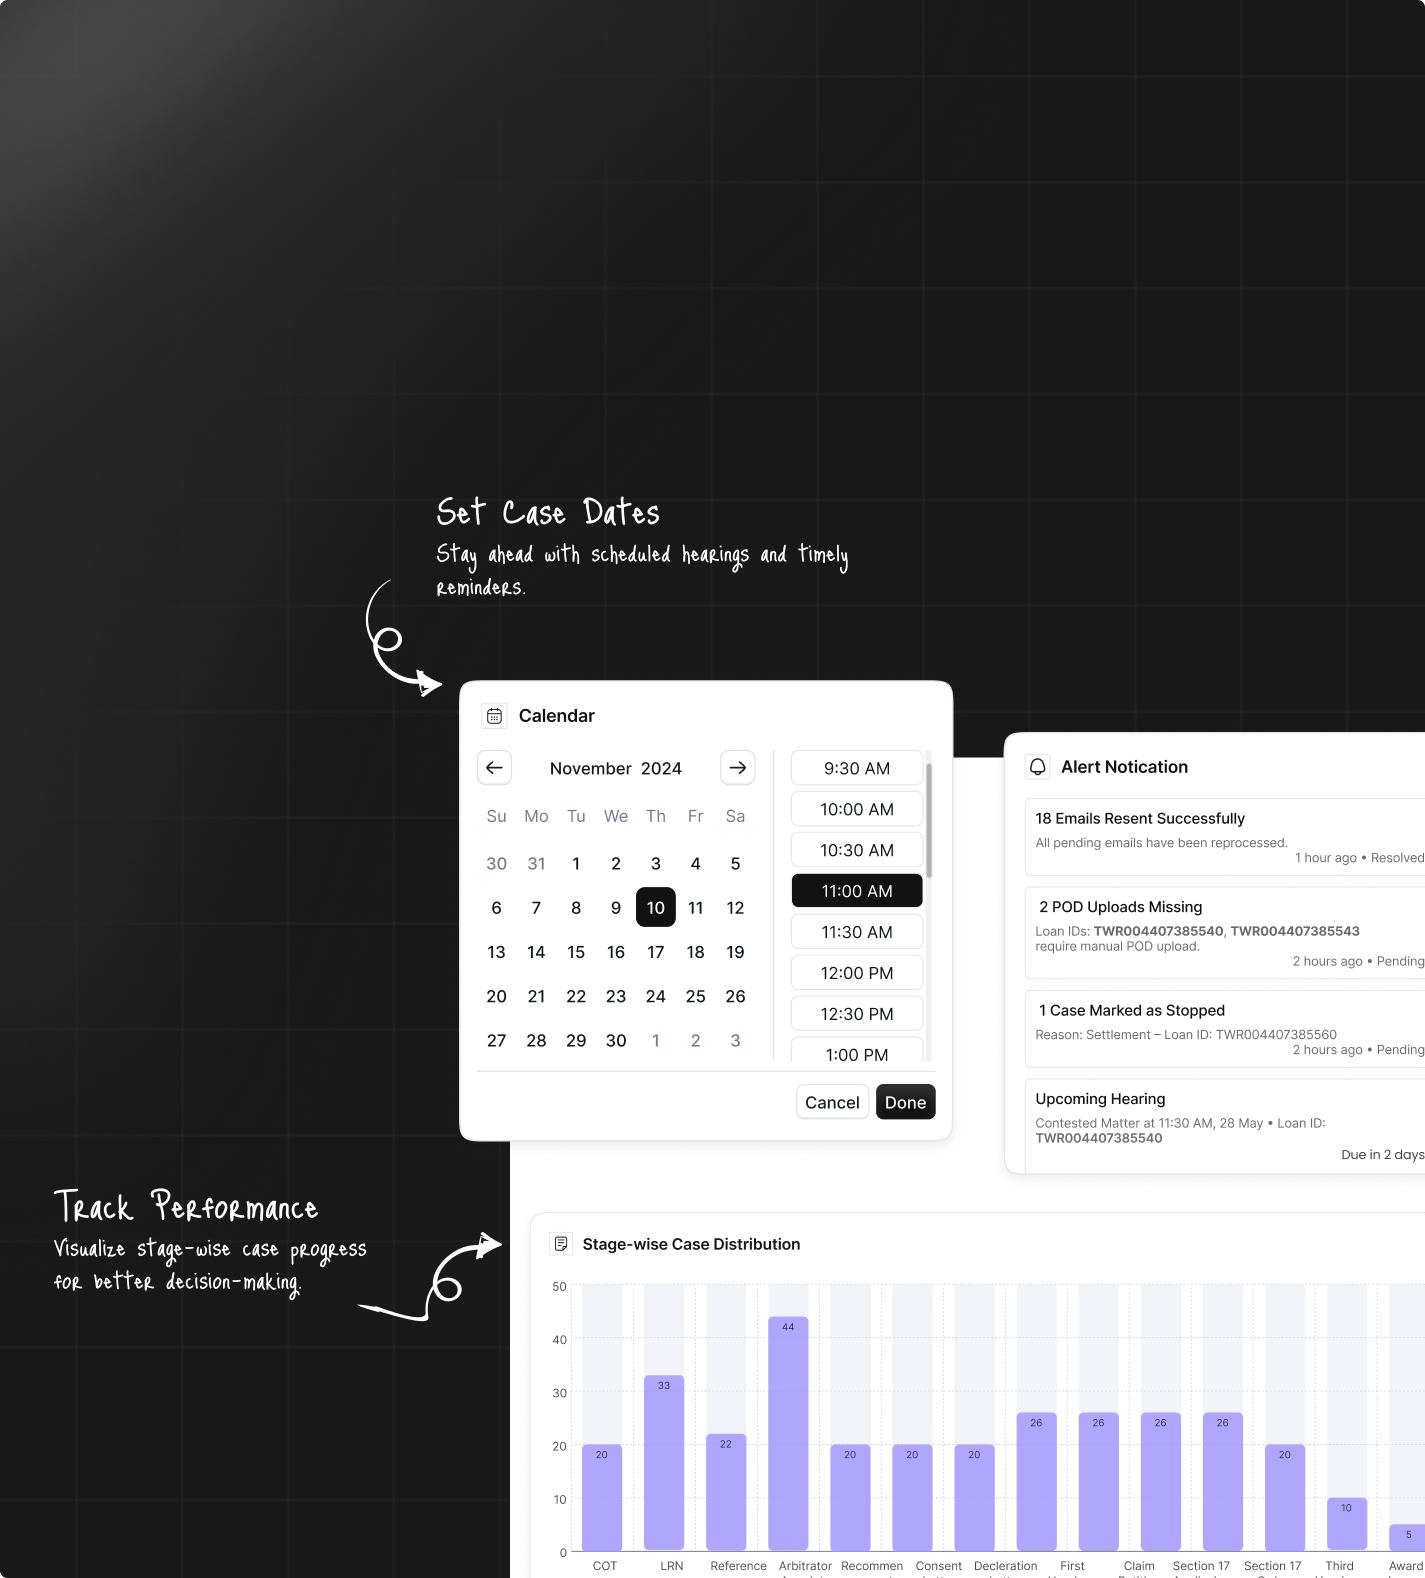 Set Case Dates
Stay ahead with scheduled hearings and timely
reminders.
Calendar
November 2024
Su Mo Tu We Th Fr Sa
30 31 1 2 3 4 5
6 7 8 9 10 11 12
13 14 15 16 17 18 19
20 21 22 23 24 25 26
27 28 29 30 1 2 3
9:30 AM
10:00 AM
10:30 AM
11:00 AM
11:30 AM
12:00 PM
12:30 PM
1:00 PM
Cancel Done
Alert Notication
18 Emails Resent Successfully
All pending emails have been reprocessed.
1 hour ago • Resolved
2 POD Uploads Missing
Loan IDs: TWR004407385540, TWR004407385543
require manual POD upload.
2 hours ago • Pending
1 Case Marked as Stopped
Reason: Settlement – Loan ID: TWR004407385560
2 hours ago • Pending
Upcoming Hearing
Contested Matter at 11:30 AM, 28 May • Loan ID:
TWR004407385540
Due in 2 days
Track Performance
Visualize stage-wise case progress
for better decision-making.
Stage-wise Case Distribution
50
40
30
20
10
0
20 33 22 44 20 20 20 26 26 26 26 20 10 5
COT LRN Reference Arbitrator Recommen Consent Decleration First Claim Section 17 Section 17 Third Award